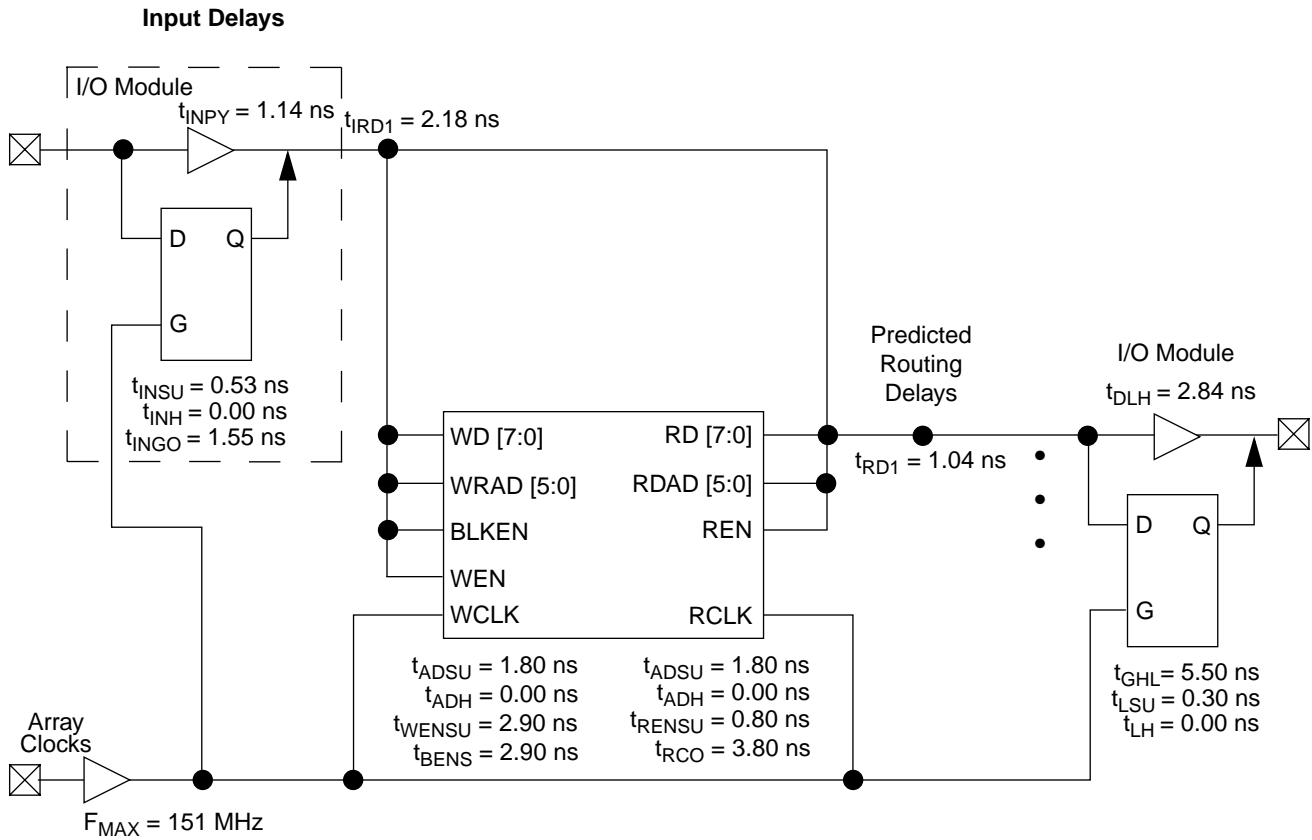 Input Delays
I/O Module
tINPY = 1.14 ns
tIRD1 = 2.18 ns
D Q
G
tINSU = 0.53 ns
tINH = 0.00 ns
tINGO = 1.55 ns
Predicted
Routing
Delays
tRD1 = 1.04 ns
I/O Module
tDLH = 2.84 ns
WD [7:0] RD [7:0]
WRAD [5:0] RDAD [5:0]
BLKEN REN
WEN
WCLK RCLK
D Q
G
tADSU = 1.80 ns
tADH = 0.00 ns
tWENSU = 2.90 ns
tBENS = 2.90 ns
tADSU = 1.80 ns
tADH = 0.00 ns
tRENSU = 0.80 ns
tRCO = 3.80 ns
tGHL= 5.50 ns
tLSU = 0.30 ns
tLH = 0.00 ns
Array
Clocks
FMAX = 151 MHz